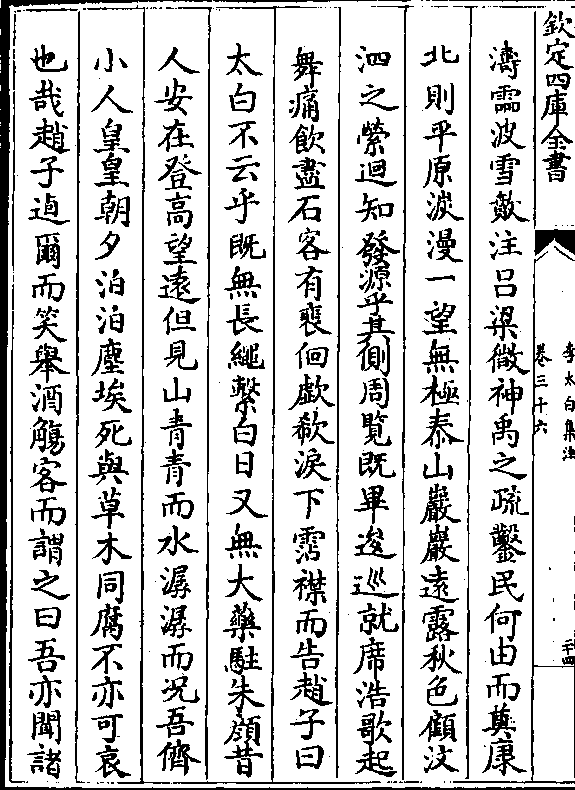 欽定四庫全書
李太白集注
卷三十六
二十四
濤霝波雪敵注呂梁微神禹之疏鑿民何由而奠康
北則平原淡漫一望無極泰山巖巖遠露秋色顧汶
泗之縈迴知發源乎其側周覽既畢逡巡就席浩歌起
舞痛飲盡石客有裵佪歔欷淚下霑襟而告趙子曰
太白不云乎既無長繩繫白日又無大藥駐朱顔昔
人安在登高望遠但見山青青而水潺潺而况吾儕
小人皇皇朝夕汩汩塵埃死與草木同腐不亦可哀
也哉趙子逌爾而笑舉酒觴客而謂之曰吾亦聞諸